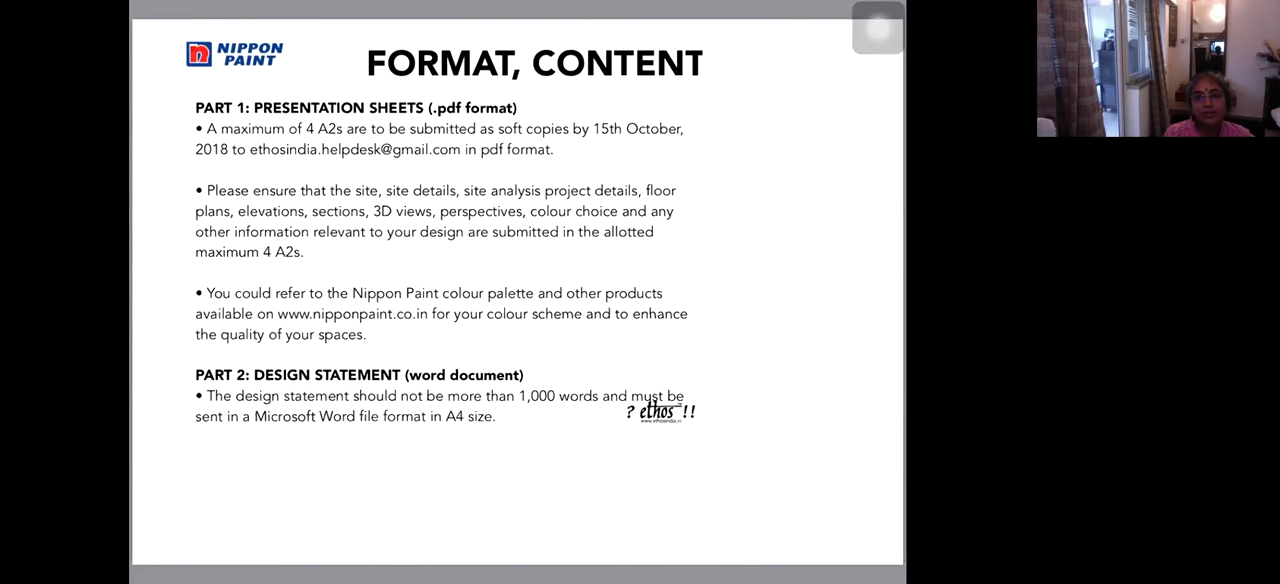 n NIPPON
PAINT
FORMAT, CONTENT
PART 1: PRESENTATION SHEETS (.pdf format)
• A maximum of 4 A2s are to be submitted as soft copies by 15th October,
2018 to ethosindia.helpdesk@gmail.com in pdf format.
• Please ensure that the site, site details, site analysis project details, floor
plans, elevations, sections, 3D views, perspectives, colour choice and any
other information relevant to your design are submitted in the allotted
maximum 4 A2s.
• You could refer to the Nippon Paint colour palette and other products
available on www.nipponpaint.co.in for your colour scheme and to enhance
the quality of your spaces.
PART 2: DESIGN STATEMENT (word document)
• The design statement should not be more than 1,000 words and must be
sent in a Microsoft Word file format in A4 size.
? ethos !!
www.ethosindia.in